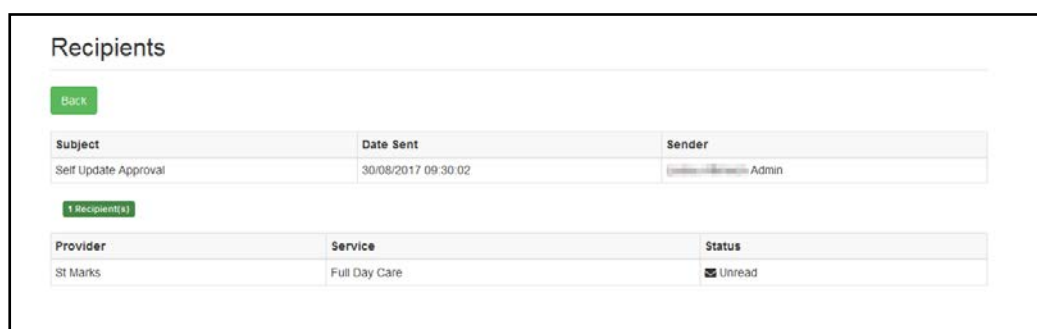 Recipients
Back
Subject Date Sent Sender
Self Update Approval 30/08/2017 09:30:02 Admin
1 Recipient(s)
Provider Service Status
St Marks Full Day Care Unread